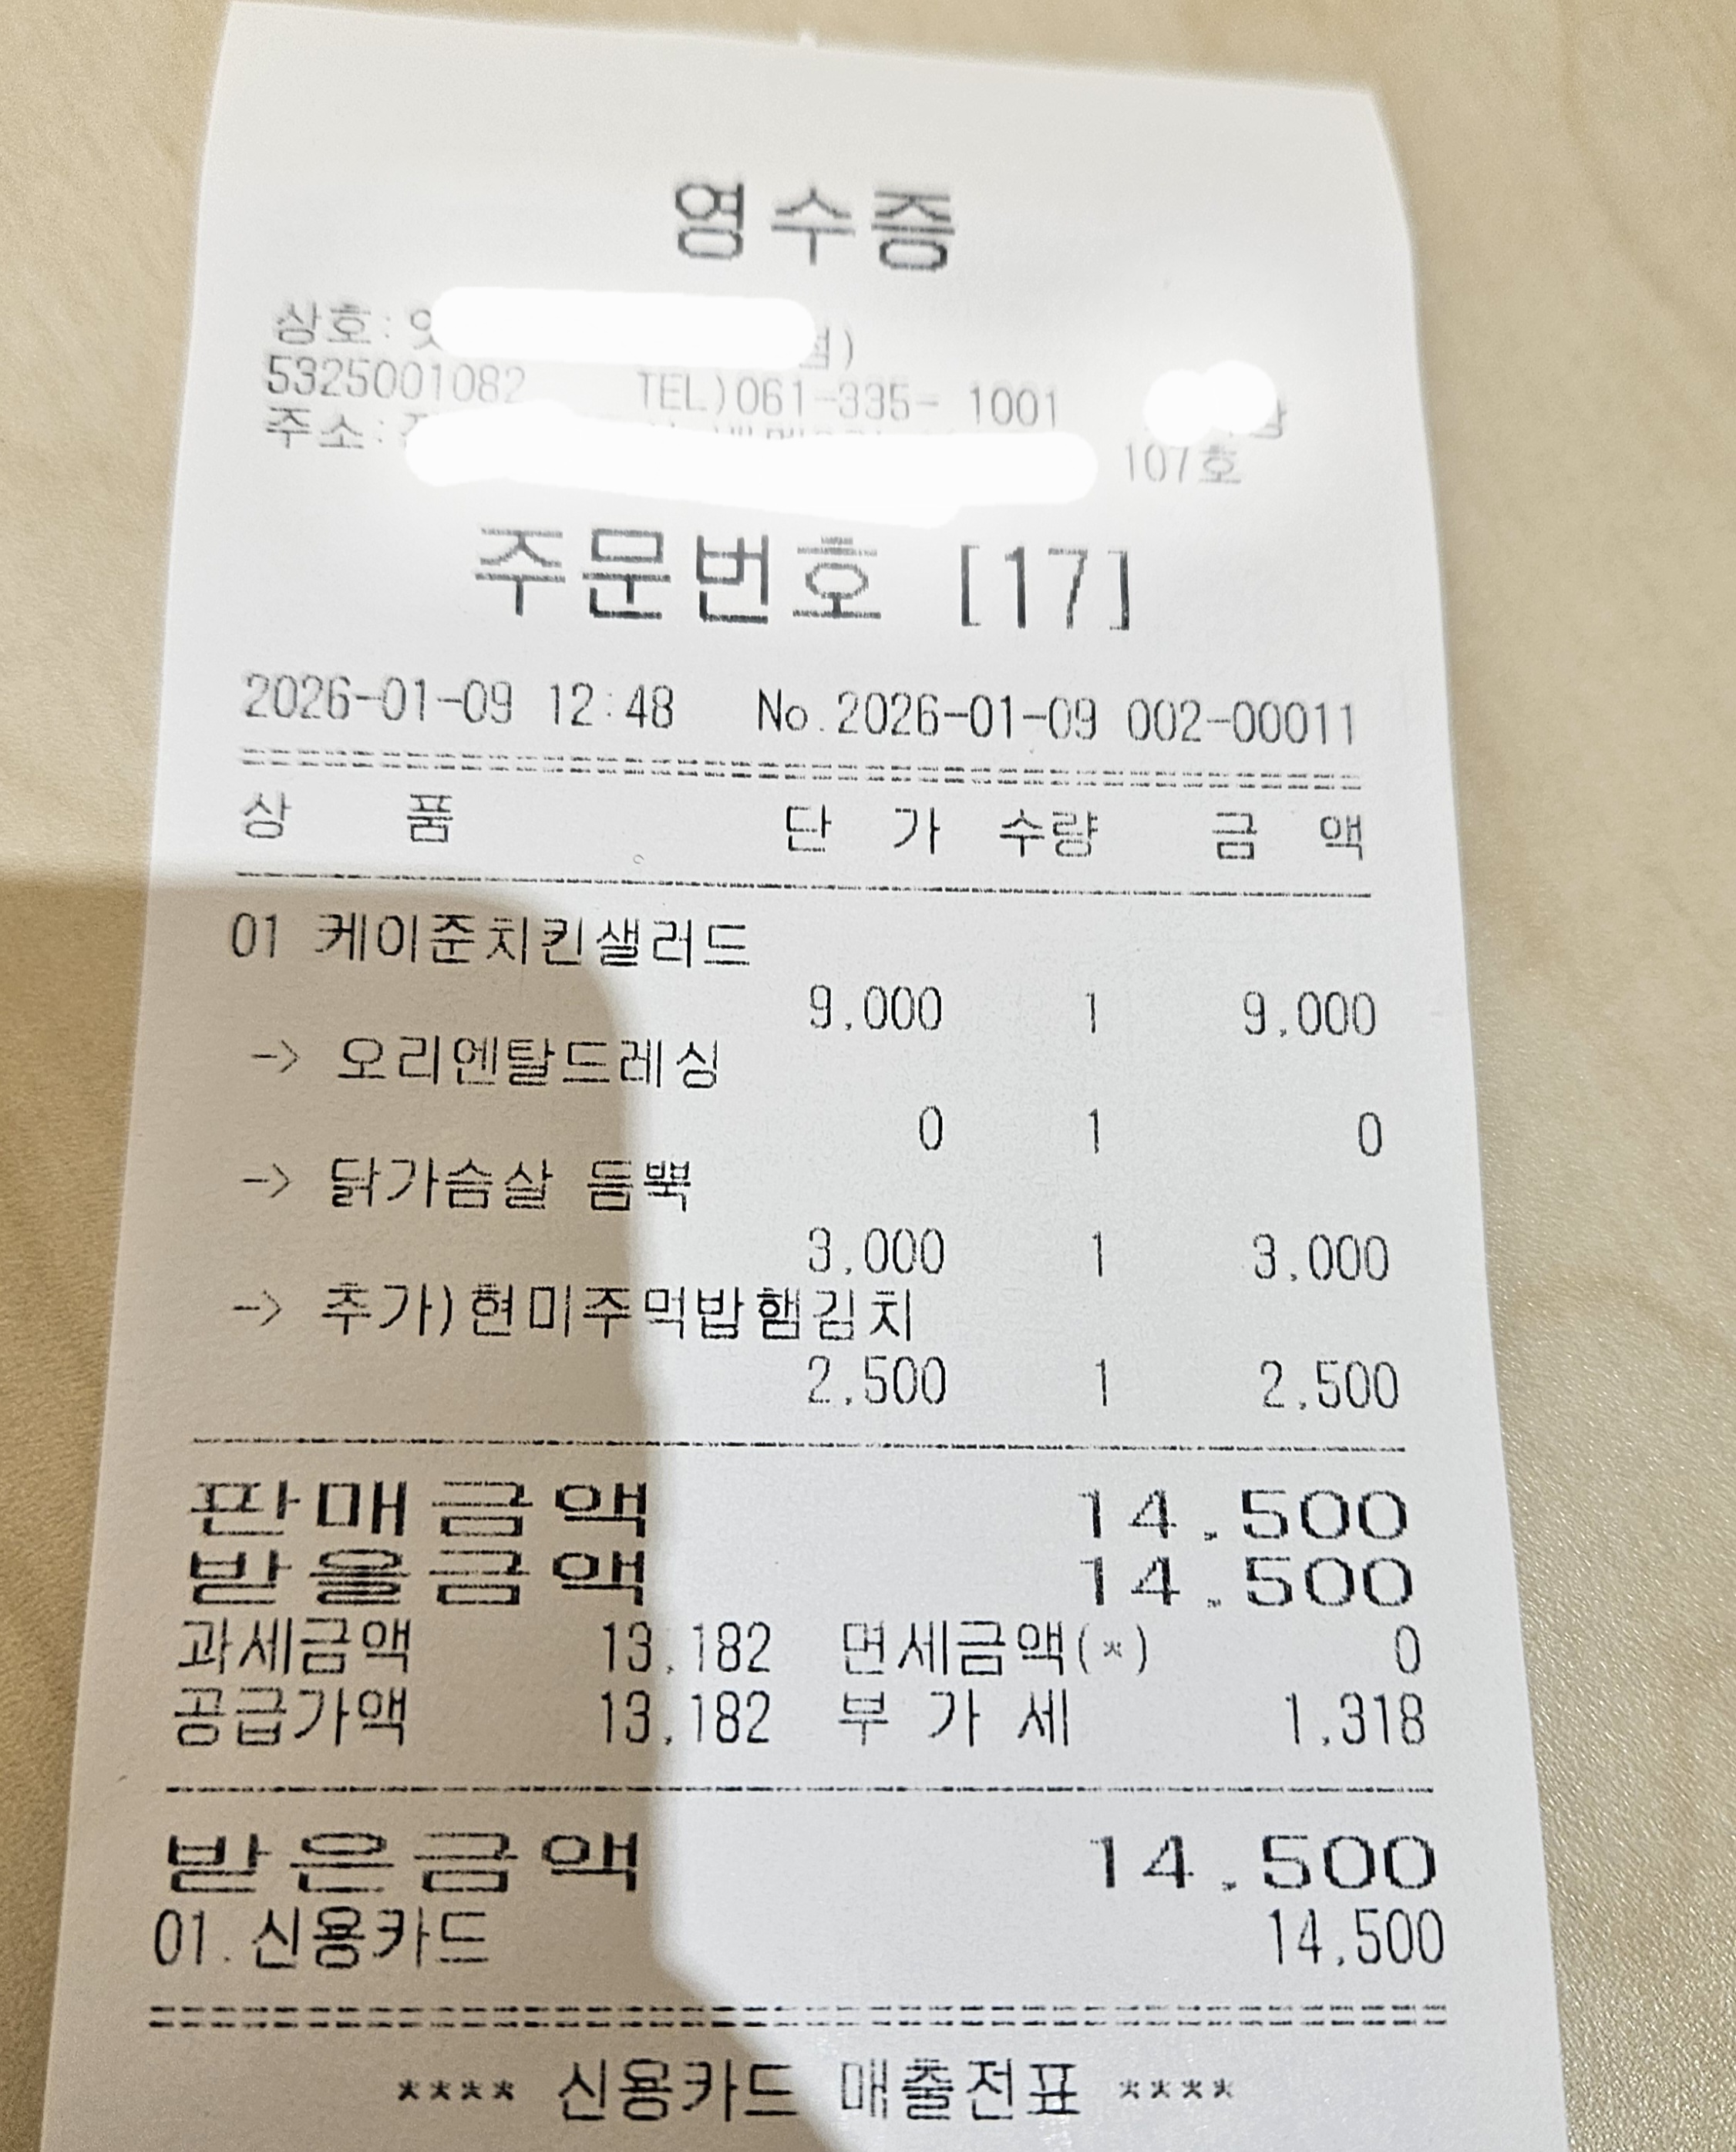 영수증
상호:
5325001082 TEL)061-335- 1001
주소: 107호
주문번호 [17]
2026-01-09 12:48 No.2026-01-09 002-00011
상 품 단 가 수량 금 액
01 케이준치킨샐러드
9,000 1 9,000
-> 오리엔탈드레싱
0 1 0
-> 닭가슴살 듬뿍
3,000 1 3,000
-> 추가)현미주먹밥햄김치
2,500 1 2,500
판매금액 14,500
받을금액 14,500
과세금액 13,182 면세금액(*) 0
공급가액 13,182 부 가 세 1,318
받은금액 14,500
01.신용카드 14,500
**** 신용카드 매출전표 ****